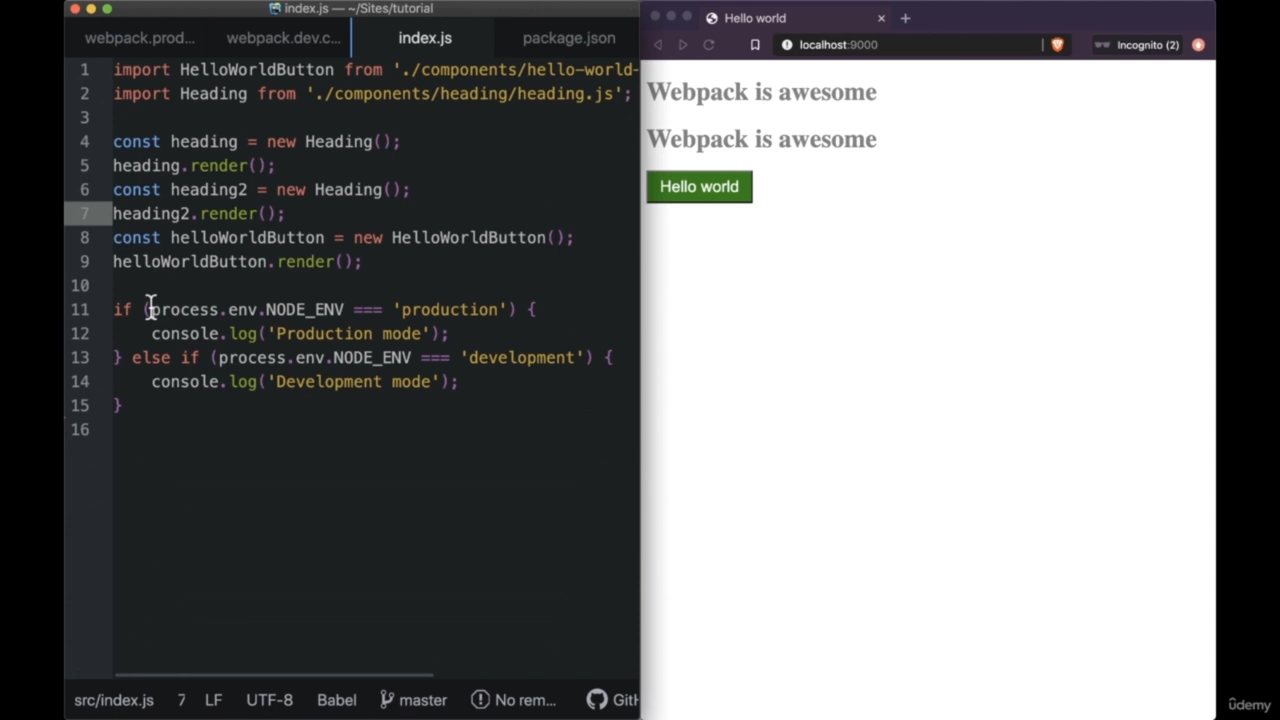 index.js — ~/Sites/tutorial
webpack.prod... webpack.dev.c... index.js package.json
1 import HelloWorldButton from './components/hello-world-
2 import Heading from './components/heading/heading.js';
3
4 const heading = new Heading();
5 heading.render();
6 const heading2 = new Heading();
7 heading2.render();
8 const helloWorldButton = new HelloWorldButton();
9 helloWorldButton.render();
10
11 if (process.env.NODE_ENV === 'production') {
12 console.log('Production mode');
13 } else if (process.env.NODE_ENV === 'development') {
14 console.log('Development mode');
15 }
16
src/index.js 7 LF UTF-8 Babel master No rem... GitH
Hello world
localhost:9000 Incognito (2)
Webpack is awesome
Webpack is awesome
Hello world
ûdemy